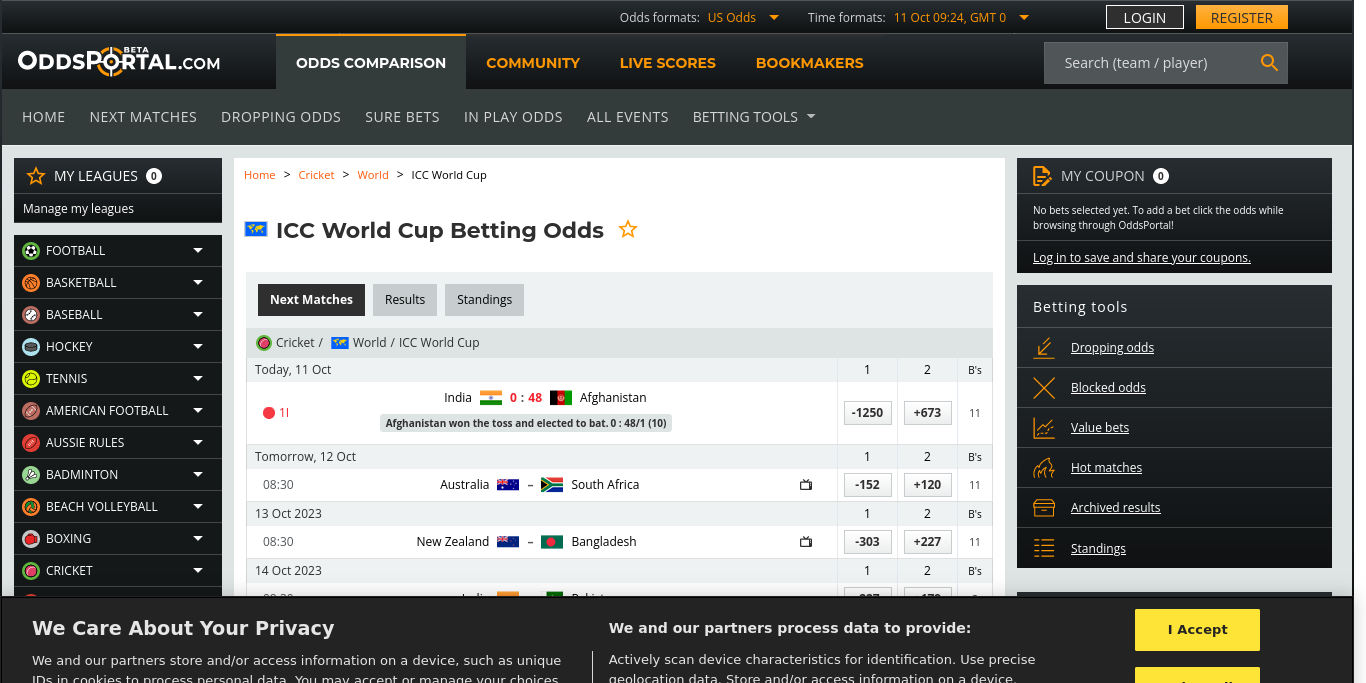 Odds formats: US Odds Time formats: 11 Oct 09:24, GMT 0 LOGIN REGISTER
ODDSPORTAL.COM BETA ODDS COMPARISON COMMUNITY LIVE SCORES BOOKMAKERS Search (team / player)
HOME NEXT MATCHES DROPPING ODDS SURE BETS IN PLAY ODDS ALL EVENTS BETTING TOOLS
MY LEAGUES 0
Manage my leagues
FOOTBALL
BASKETBALL
BASEBALL
HOCKEY
TENNIS
AMERICAN FOOTBALL
AUSSIE RULES
BADMINTON
BEACH VOLLEYBALL
BOXING
CRICKET
Home > Cricket > World > ICC World Cup
ICC World Cup Betting Odds
Next Matches Results Standings
Cricket / World / ICC World Cup
Today, 11 Oct 1 2 B's
India 0 : 48 Afghanistan
1I -1250 +673 11
Afghanistan won the toss and elected to bat. 0 : 48/1 (10)
Tomorrow, 12 Oct 1 2 B's
08:30 Australia – South Africa -152 +120 11
13 Oct 2023 1 2 B's
08:30 New Zealand – Bangladesh -303 +227 11
14 Oct 2023 1 2 B's
MY COUPON 0
No bets selected yet. To add a bet click the odds while
browsing through OddsPortal!
Log in to save and share your coupons.
Betting tools
Dropping odds
Blocked odds
Value bets
Hot matches
Archived results
Standings
We Care About Your Privacy
We and our partners store and/or access information on a device, such as unique
IDs in cookies to process personal data. You may accept or manage your choices
We and our partners process data to provide:
Actively scan device characteristics for identification. Use precise
geolocation data. Store and/or access information on a device.
I Accept